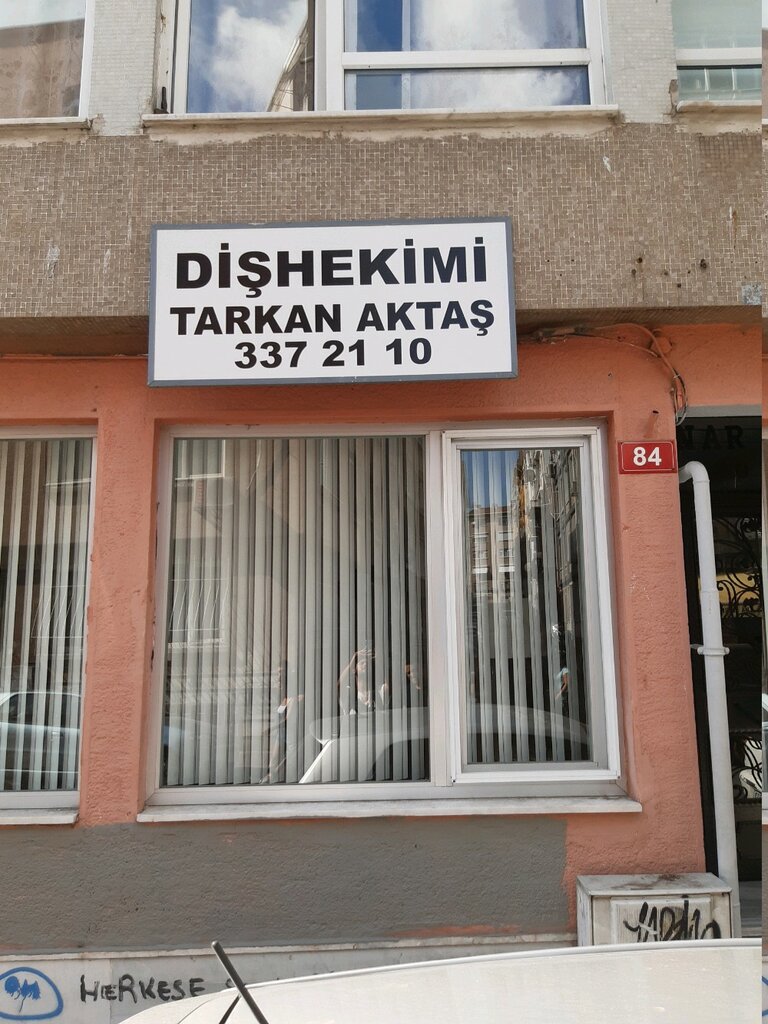 DİŞHEKİMİ
TARKAN AKTAŞ
337 21 10
84
HERKESE